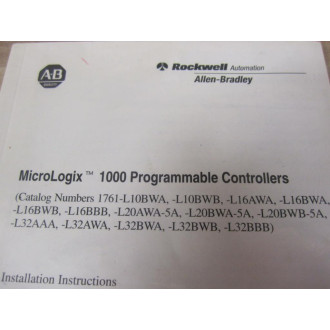 AB
Rockwell Automation
Allen-Bradley
MicroLogix™ 1000 Programmable Controllers
(Catalog Numbers 1761-L10BWA, -L10BWB, -L16AWA, -L16BWA,
-L16BWB, -L16BBB, -L20AWA-5A, -L20BWA-5A, -L20BWB-5A,
-L32AAA, -L32AWA, -L32BWA, -L32BWB, -L32BBB)
Installation Instructions